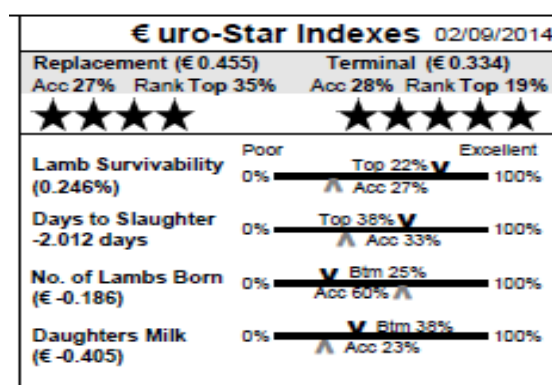 € uro-Star Indexes 02/09/2014
Replacement (€ 0.455) Terminal (€ 0.334)
Acc 27% Rank Top 35% Acc 28% Rank Top 19%
Poor Excellent
Lamb Survivability
(0.246%)
0% Top 22% Acc 27% 100%
Days to Slaughter
-2.012 days
0% Top 38% Acc 33% 100%
No. of Lambs Born
(€ -0.186)
0% Btm 25% Acc 60% 100%
Daughters Milk
(€ -0.405)
0% Btm 38% Acc 23% 100%